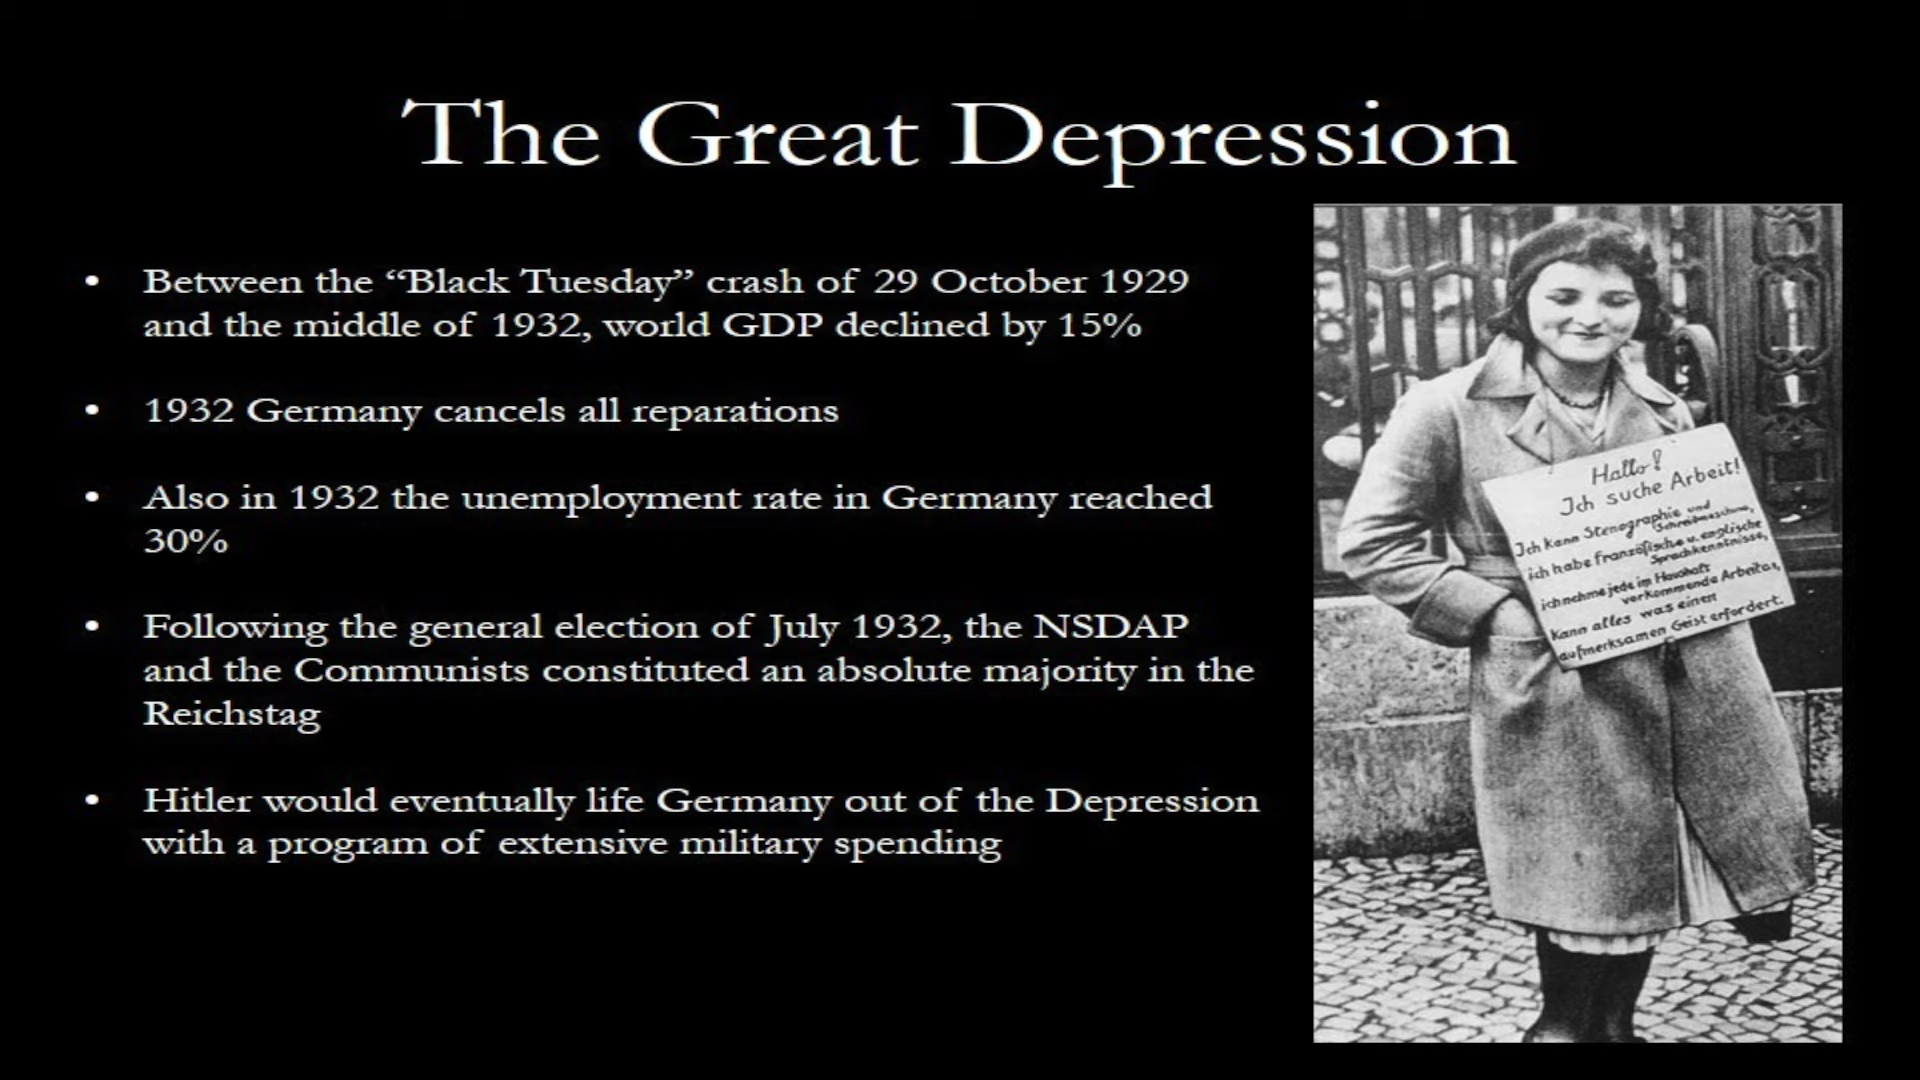 The Great Depression
• Between the “Black Tuesday” crash of 29 October 1929
and the middle of 1932, world GDP declined by 15%
• 1932 Germany cancels all reparations
• Also in 1932 the unemployment rate in Germany reached
30%
• Following the general election of July 1932, the NSDAP
and the Communists constituted an absolute majority in the
Reichstag
• Hitler would eventually life Germany out of the Depression
with a program of extensive military spending
Hallo!
Ich suche Arbeit!
Ich kann Stenographie und
Schreibmaschine,
ich habe französische u. englische
Sprachkenntnisse,
ich nehme jede im Haushalt
vorkommende Arbeit an,
kann alles was einen
aufmerksamen Geist erfordert.